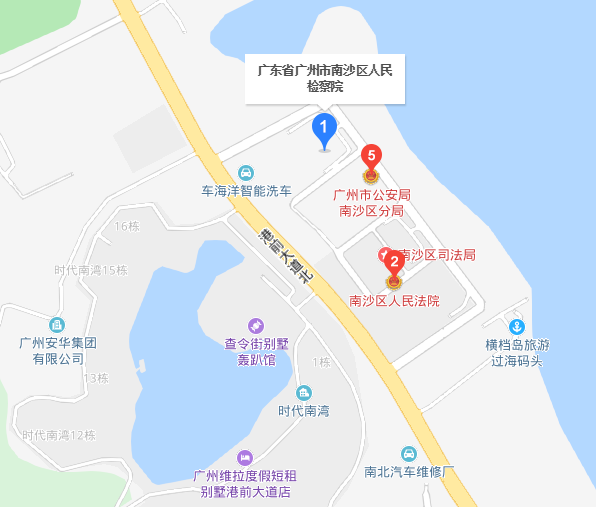 广东省广州市南沙区人民
检察院
1
5
车海洋智能洗车
广州市公安局
南沙区分局
16栋
港前大道北
南沙区司法局
2
时代南湾15栋
南沙区人民法院
广州安华集团
有限公司
查令街别墅
轰趴馆
横档岛旅游
过海码头
1栋
13栋
时代南湾
时代南湾12栋
广州维拉度假短租
别墅港前大道店
南北汽车维修厂